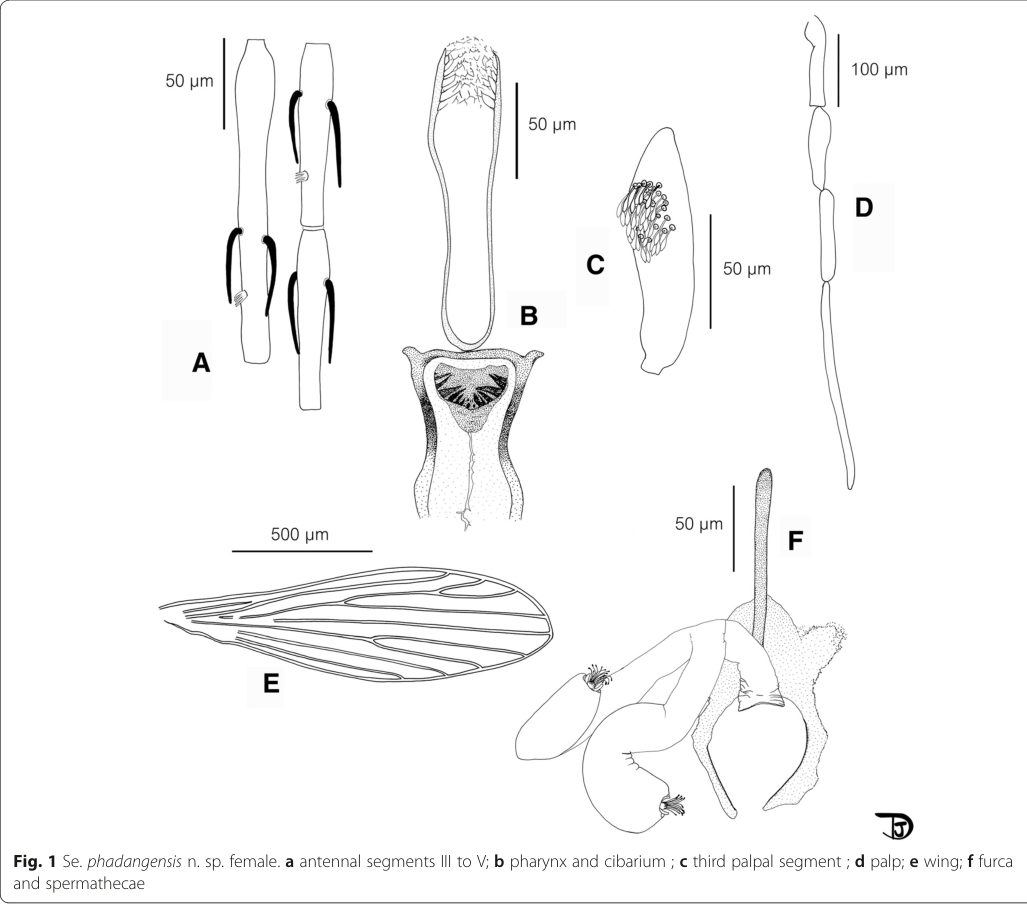 50 µm
100 µm
50 µm
D
C
50 µm
B
A
50 µm
F
500 µm
E
Fig. 1 Se. phadangensis n. sp. female. a antennal segments III to V; b pharynx and cibarium ; c third palpal segment ; d palp; e wing; f furca
and spermathecae